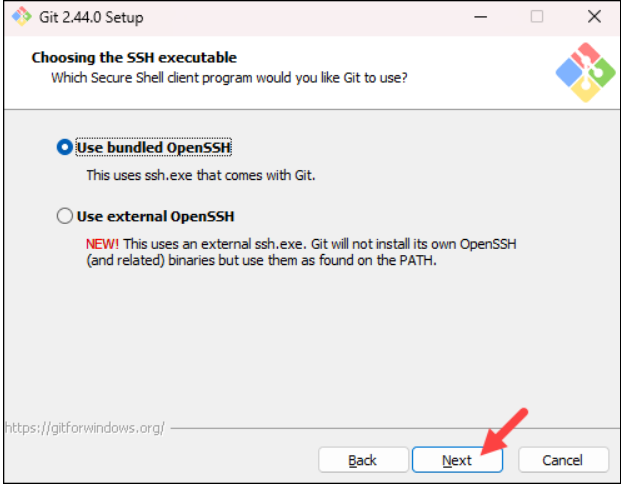 Git 2.44.0 Setup
Choosing the SSH executable
Which Secure Shell client program would you like Git to use?
Use bundled OpenSSH
This uses ssh.exe that comes with Git.
Use external OpenSSH
NEW! This uses an external ssh.exe. Git will not install its own OpenSSH
(and related) binaries but use them as found on the PATH.
https://gitforwindows.org/
Back
Next
Cancel